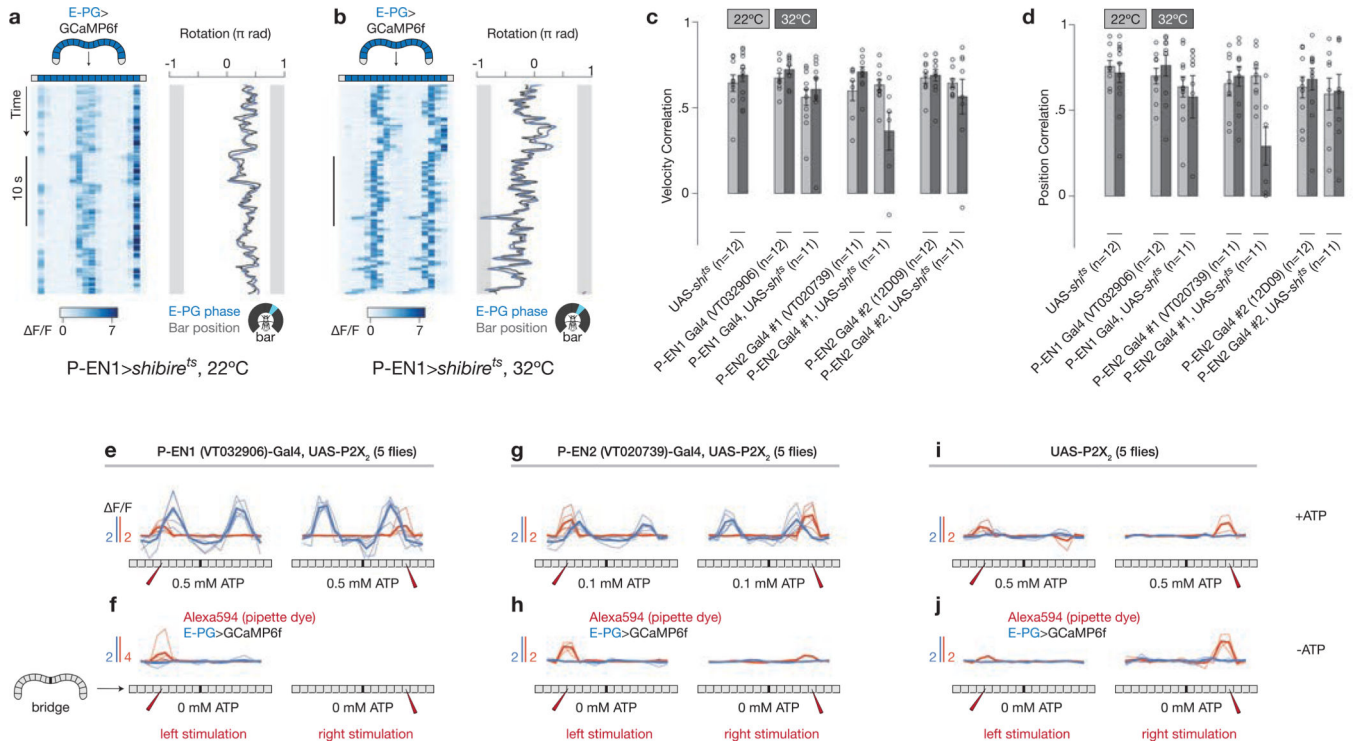 a
E-PG>
GCaMP6f
Rotation (π rad)
-1 0 1
Time
10 s
ΔF/F 0 7
E-PG phase
Bar position
bar
P-EN1>shibire^ts, 22ºC
b
E-PG>
GCaMP6f
Rotation (π rad)
-1 0 1
ΔF/F 0 7
E-PG phase
Bar position
bar
P-EN1>shibire^ts, 32ºC
c
22ºC 32ºC
1
.5
0
Velocity Correlation
UAS-shi^ts (n=12)
P-EN1 Gal4 (VT032906) (n=12)
P-EN1 Gal4, UAS-shi^ts (n=11)
P-EN2 Gal4 #1 (VT020739) (n=11)
P-EN2 Gal4 #1, UAS-shi^ts (n=11)
P-EN2 Gal4 #2 (12D09) (n=12)
P-EN2 Gal4 #2, UAS-shi^ts (n=11)
d
22ºC 32ºC
1
.5
0
Position Correlation
UAS-shi^ts (n=12)
P-EN1 Gal4 (VT032906) (n=12)
P-EN1 Gal4, UAS-shi^ts (n=11)
P-EN2 Gal4 #1 (VT020739) (n=11)
P-EN2 Gal4 #1, UAS-shi^ts (n=11)
P-EN2 Gal4 #2 (12D09) (n=12)
P-EN2 Gal4 #2, UAS-shi^ts (n=11)
e
P-EN1 (VT032906)-Gal4, UAS-P2X₂ (5 flies)
ΔF/F
2 2
0.5 mM ATP 0.5 mM ATP
f
Alexa594 (pipette dye)
E-PG>GCaMP6f
2 4
bridge
0 mM ATP 0 mM ATP
left stimulation right stimulation
g
P-EN2 (VT020739)-Gal4, UAS-P2X₂ (5 flies)
2 2
0.1 mM ATP 0.1 mM ATP
h
Alexa594 (pipette dye)
E-PG>GCaMP6f
2 2
0 mM ATP 0 mM ATP
left stimulation right stimulation
i
UAS-P2X₂ (5 flies)
+ATP
2 2
0.5 mM ATP 0.5 mM ATP
j
Alexa594 (pipette dye)
E-PG>GCaMP6f
-ATP
2 2
0 mM ATP 0 mM ATP
left stimulation right stimulation